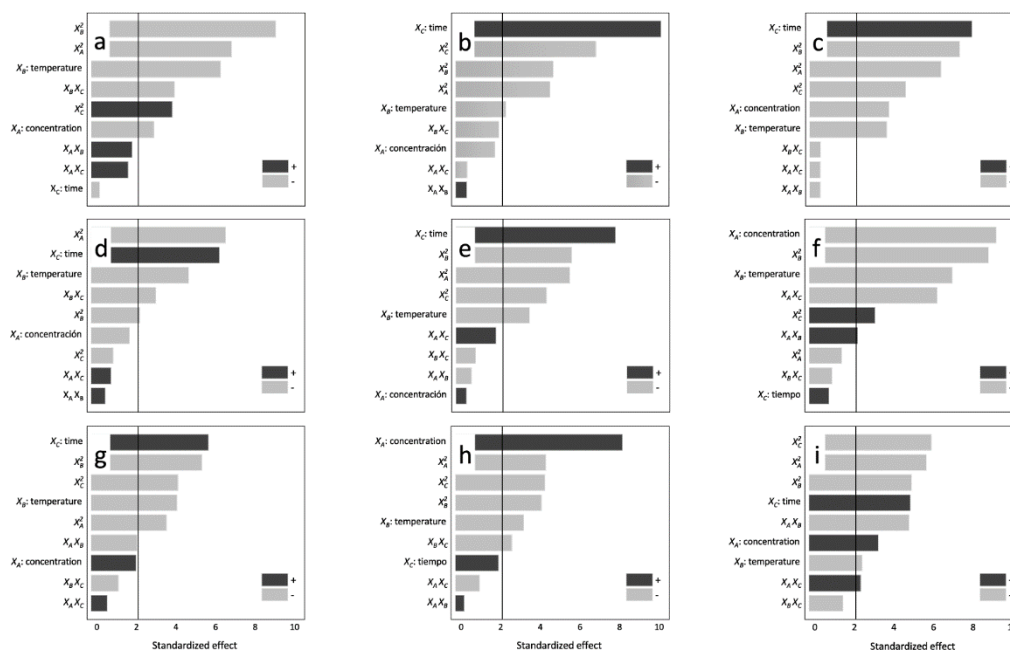 a
X_B^2
X_A^2
X_B: temperature
X_B X_C
X_C^2
X_A: concentration
X_A X_B
X_A X_C
X_C: time
+
-
b
X_C: time
X_C^2
X_B^2
X_A^2
X_B: temperature
X_B X_C
X_A: concentración
X_A X_C
X_A X_B
+
-
c
X_C: time
X_B^2
X_A^2
X_C^2
X_A: concentration
X_B: temperature
X_B X_C
X_A X_C
X_A X_B
+
-
d
X_A^2
X_C: time
X_B: temperature
X_B X_C
X_B^2
X_A: concentración
X_C^2
X_A X_C
X_A X_B
+
-
e
X_C: time
X_B^2
X_A^2
X_C^2
X_B: temperature
X_A X_C
X_B X_C
X_A X_B
X_A: concentración
+
-
f
X_A: concentration
X_B^2
X_B: temperature
X_A X_C
X_C^2
X_A X_B
X_A^2
X_B X_C
X_C: tiempo
+
-
g
X_C: time
X_B^2
X_C^2
X_B: temperature
X_A^2
X_A X_B
X_A: concentration
X_B X_C
X_A X_C
+
-
0 2 4 6 8 10
Standardized effect
h
X_A: concentration
X_A^2
X_C^2
X_B^2
X_B: temperature
X_B X_C
X_C: tiempo
X_A X_C
X_A X_B
+
-
0 2 4 6 8 10
Standardized effect
i
X_C^2
X_A^2
X_B^2
X_C: time
X_A X_B
X_A: concentration
X_B: temperature
X_A X_C
X_B X_C
+
-
0 2 4 6 8 10
Standardized effect